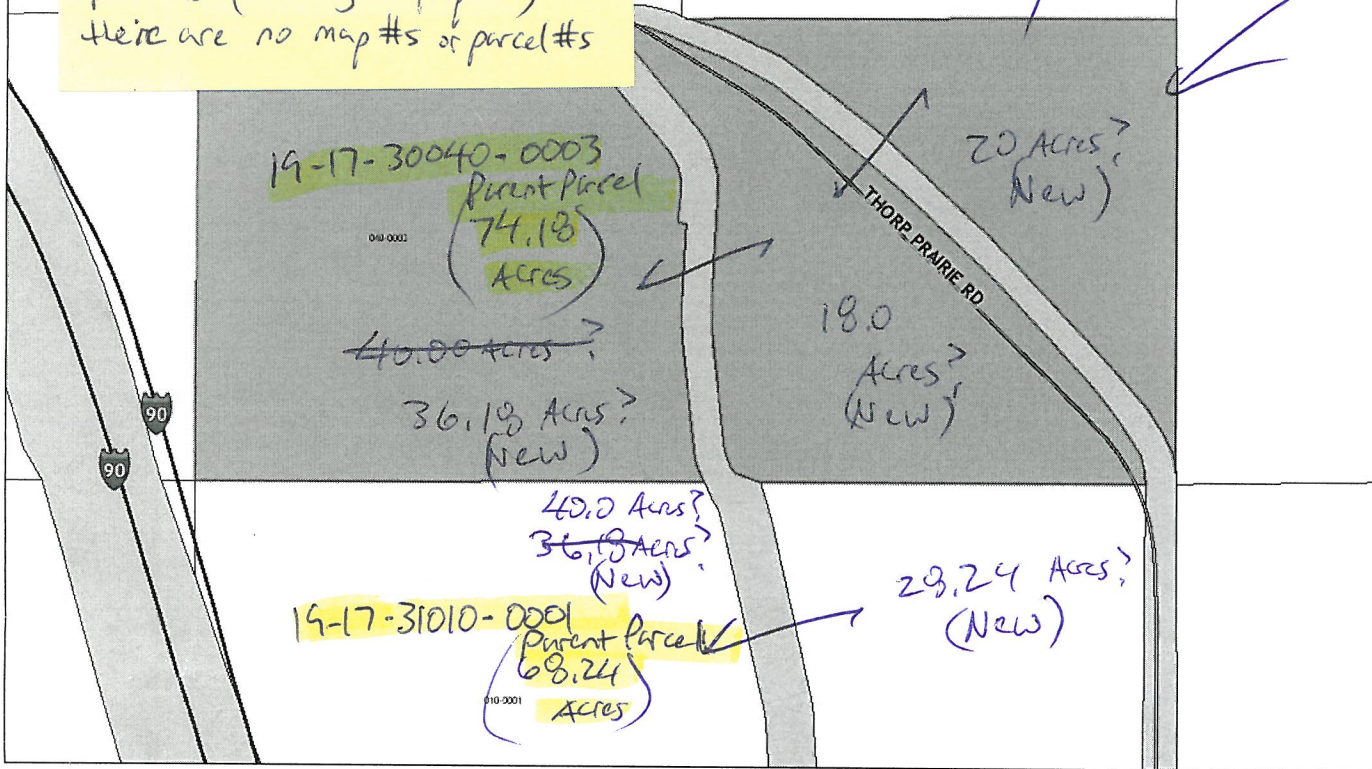 there are no map #s or parcel #s
19-17-30040-0003
Parent Parcel
74.18
Acres
040-0003
40.00 Acres?
36.18 Acres?
(New)
20 Acres?
(New)
THORP PRAIRIE RD
18.0
Acres?
(New)
90
90
40.0 Acres?
36.18 Acres?
(New)
28.24 Acres?
(New)
19-17-31010-0001
Parent Parcel
68.24
Acres
010-0001